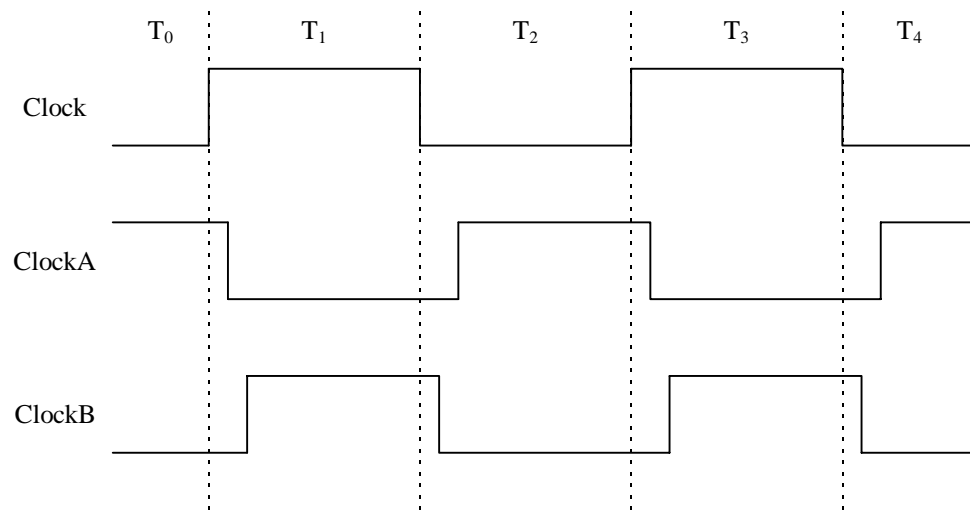 T₀ T₁ T₂ T₃ T₄
Clock
ClockA
ClockB